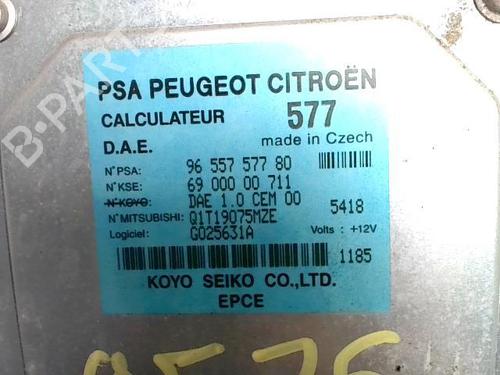 PSA PEUGEOT CITROËN
CALCULATEUR 577
D.A.E. made in Czech
N°PSA: 96 557 577 80
N°KSE: 69 000 00 711
N°KOYO: DAE 1.0 CEM 00 5418
N°MITSUBISHI: Q1T19075MZE
Logiciel: G025631A Volts : +12V
1185
KOYO SEIKO CO.,LTD.
EPCE
B-PARTS